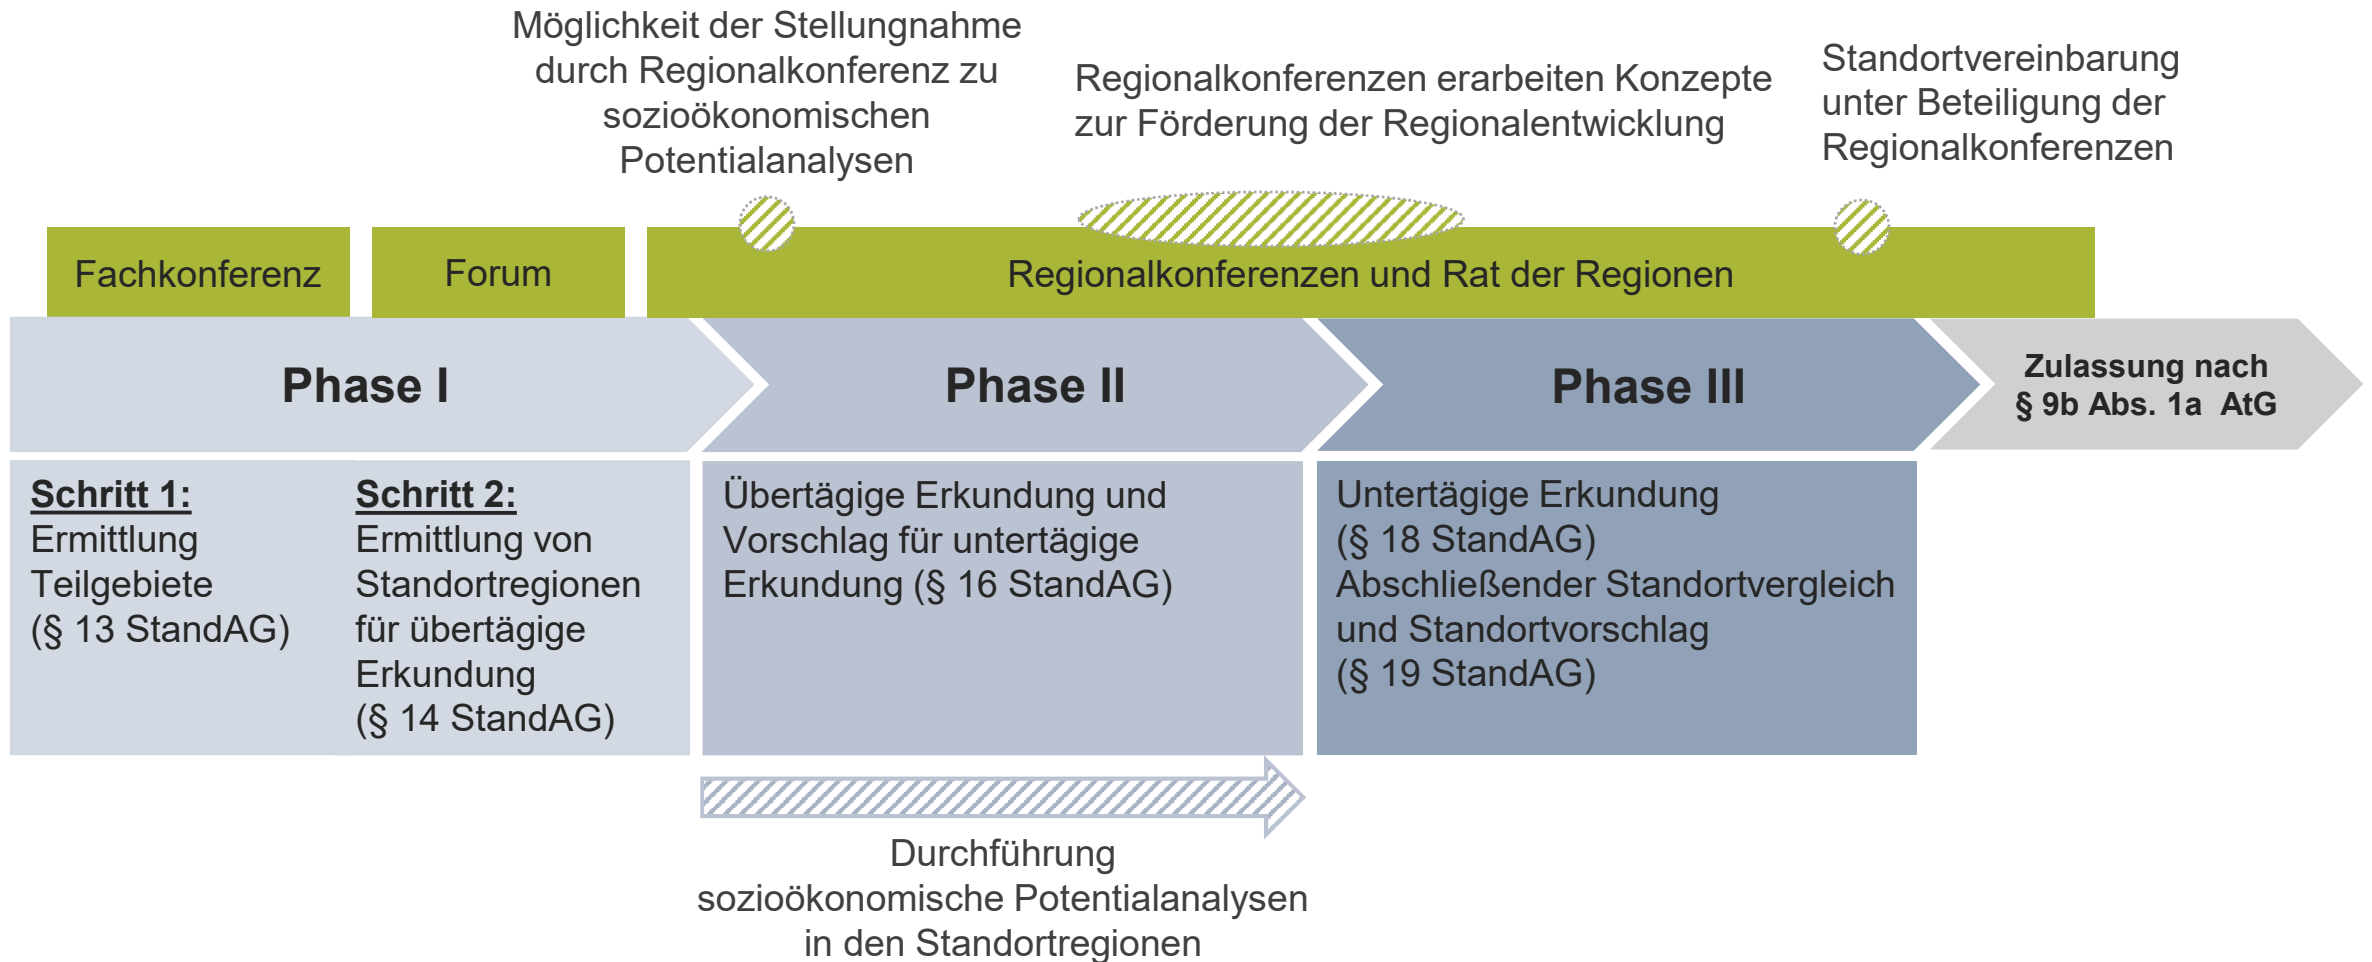 Möglichkeit der Stellungnahme
durch Regionalkonferenz zu
sozioökonomischen
Potentialanalysen
Regionalkonferenzen erarbeiten Konzepte
zur Förderung der Regionalentwicklung
Standortvereinbarung
unter Beteiligung der
Regionalkonferenzen
Fachkonferenz
Forum
Regionalkonferenzen und Rat der Regionen
Phase I
Phase II
Phase III
Zulassung nach
§ 9b Abs. 1a AtG
Schritt 1:
Ermittlung
Teilgebiete
(§ 13 StandAG)
Schritt 2:
Ermittlung von
Standortregionen
für übertägige
Erkundung
(§ 14 StandAG)
Übertägige Erkundung und
Vorschlag für untertägige
Erkundung (§ 16 StandAG)
Untertägige Erkundung
(§ 18 StandAG)
Abschließender Standortvergleich
und Standortvorschlag
(§ 19 StandAG)
Durchführung
sozioökonomische Potentialanalysen
in den Standortregionen